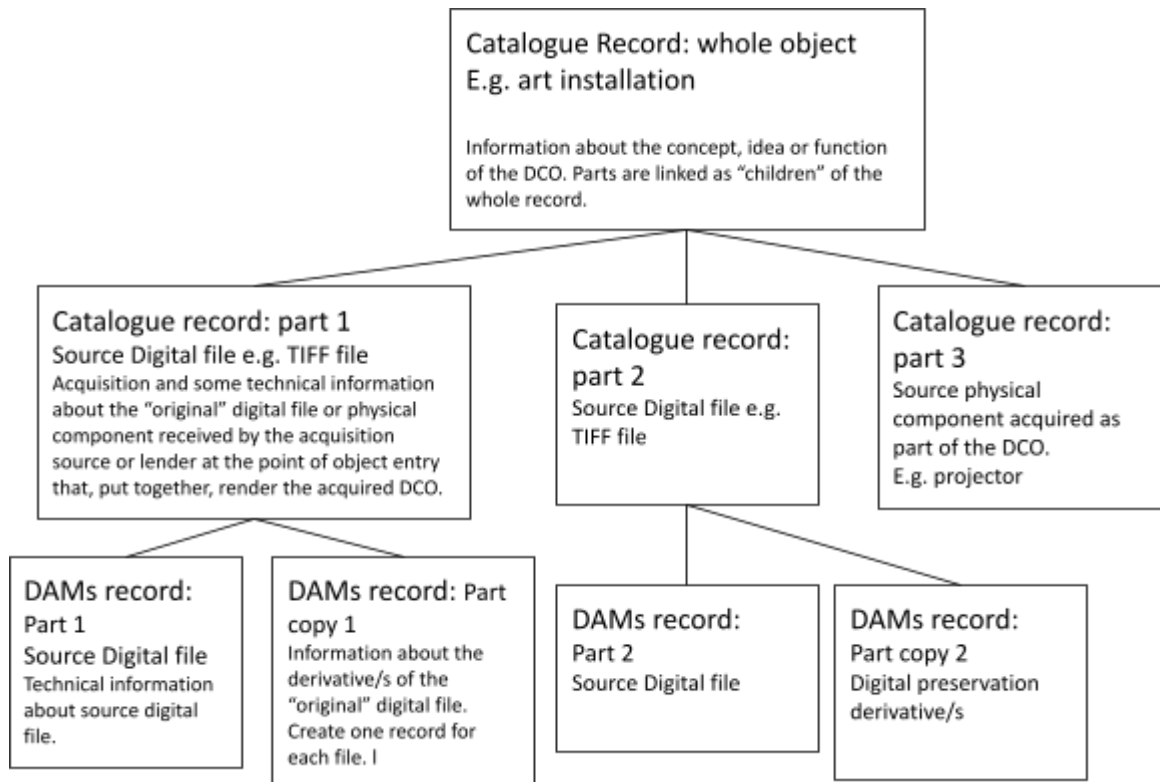 Catalogue Record: whole object
E.g. art installation
Information about the concept, idea or function
of the DCO. Parts are linked as “children” of the
whole record.
Catalogue record: part 1
Source Digital file e.g. TIFF file
Acquisition and some technical information
about the “original” digital file or physical
component received by the acquisition
source or lender at the point of object entry
that, put together, render the acquired DCO.
Catalogue record:
part 2
Source Digital file e.g.
TIFF file
Catalogue record:
part 3
Source physical
component acquired as
part of the DCO.
E.g. projector
DAMs record:
Part 1
Source Digital file
Technical information
about source digital
file.
DAMs record: Part
copy 1
Information about the
derivative/s of the
“original” digital file.
Create one record for
each file. l
DAMs record:
Part 2
Source Digital file
DAMs record:
Part copy 2
Digital preservation
derivative/s